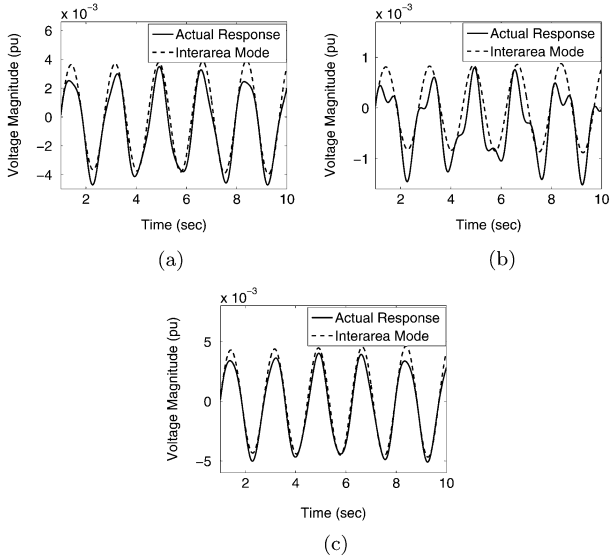 x 10⁻³
Voltage Magnitude (pu)
6
4
2
0
−2
−4
Actual Response
Interarea Mode
2 4 6 8 10
Time (sec)
(a)
x 10⁻³
Voltage Magnitude (pu)
1
0
−1
Actual Response
Interarea Mode
2 4 6 8 10
Time (sec)
(b)
x 10⁻³
Voltage Magnitude (pu)
5
0
−5
Actual Response
Interarea Mode
2 4 6 8 10
Time (sec)
(c)